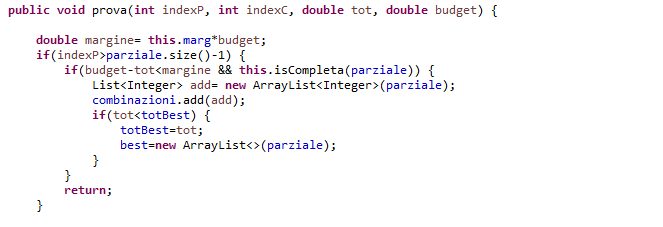 public void prova(int indexP, int indexC, double tot, double budget) {
double margine= this.marg*budget;
if(indexP>parziale.size()-1) {
if(budget-tot<margine && this.isCompleta(parziale)) {
List<Integer> add= new ArrayList<Integer>(parziale);
combinazioni.add(add);
if(tot<totBest) {
totBest=tot;
best=new ArrayList<>(parziale);
}
}
return;
}